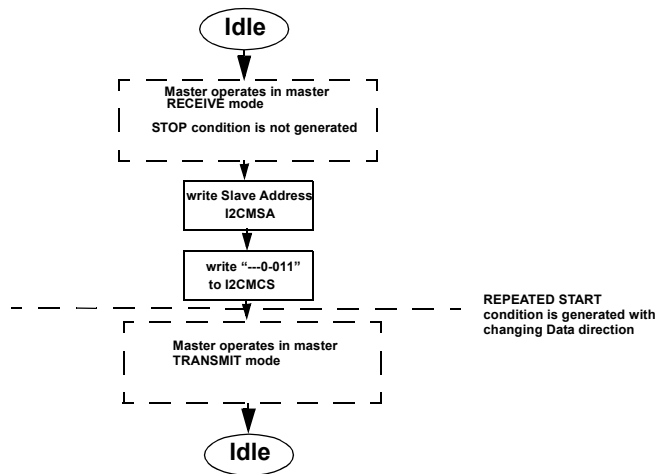 Idle
Master operates in master
RECEIVE mode
STOP condition is not generated
write Slave Address
I2CMSA
write “---0-011”
to I2CMCS
REPEATED START
condition is generated with
changing Data direction
Master operates in master
TRANSMIT mode
Idle